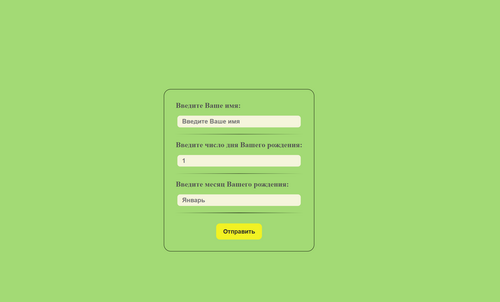 Введите Ваше имя:
Введите Ваше имя
Введите число дня Вашего рождения:
1
Введите месяц Вашего рождения:
Январь
Отправить